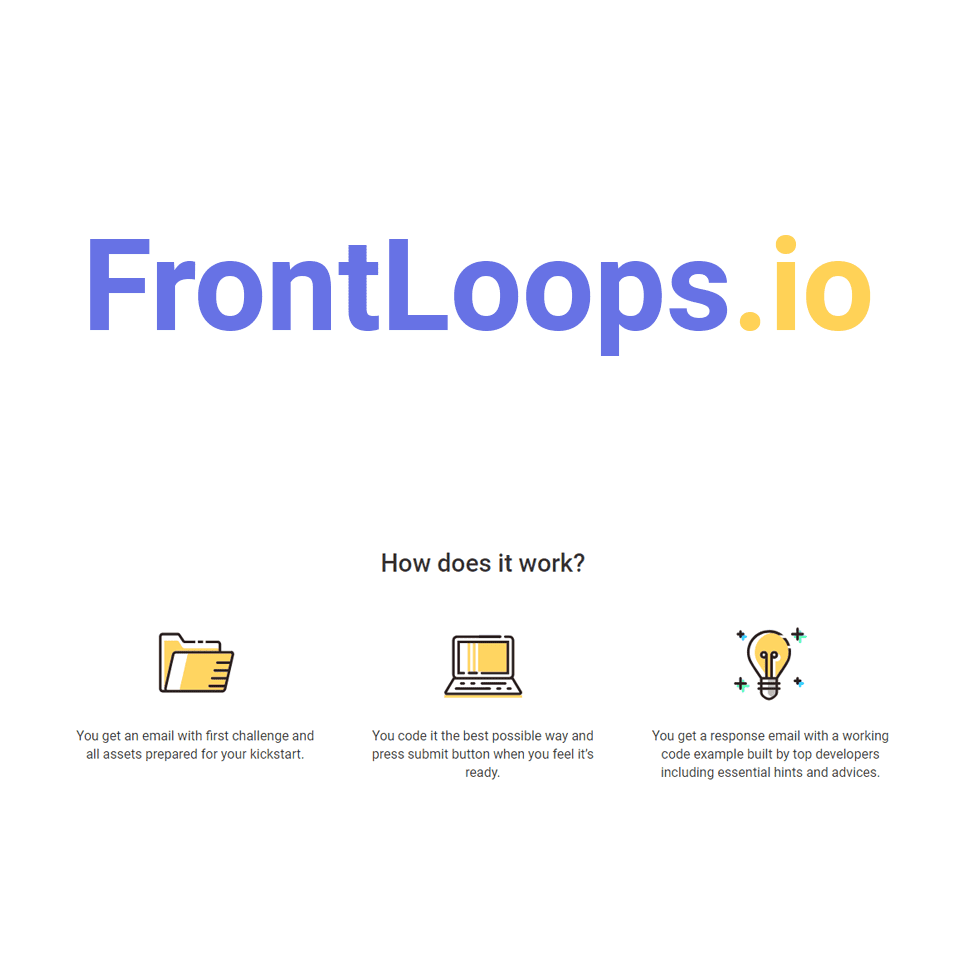 FrontLoops.io
How does it work?
You get an email with first challenge and
all assets prepared for your kickstart.
You code it the best possible way and
press submit button when you feel it's
ready.
You get a response email with a working
code example built by top developers
including essential hints and advices.